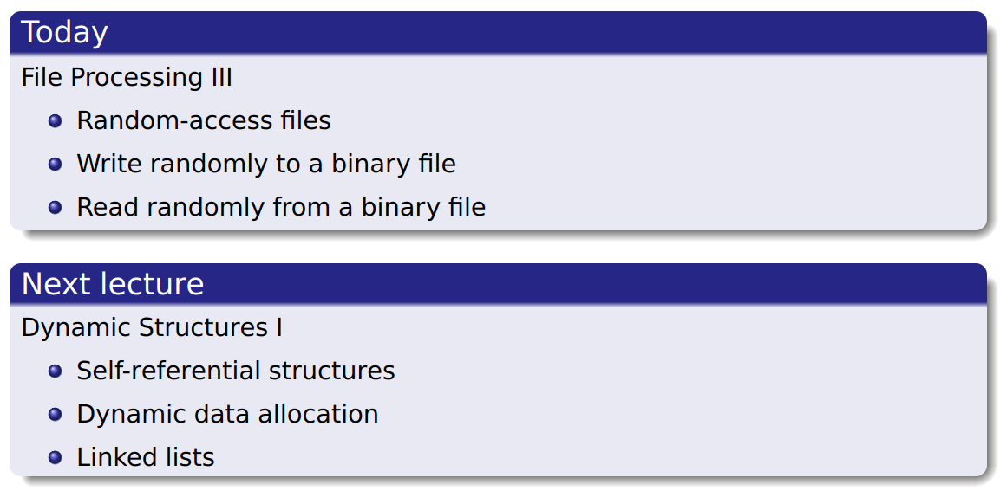 Today
File Processing III
Random-access files
Write randomly to a binary file
Read randomly from a binary file
Next lecture
Dynamic Structures I
Self-referential structures
Dynamic data allocation
Linked lists